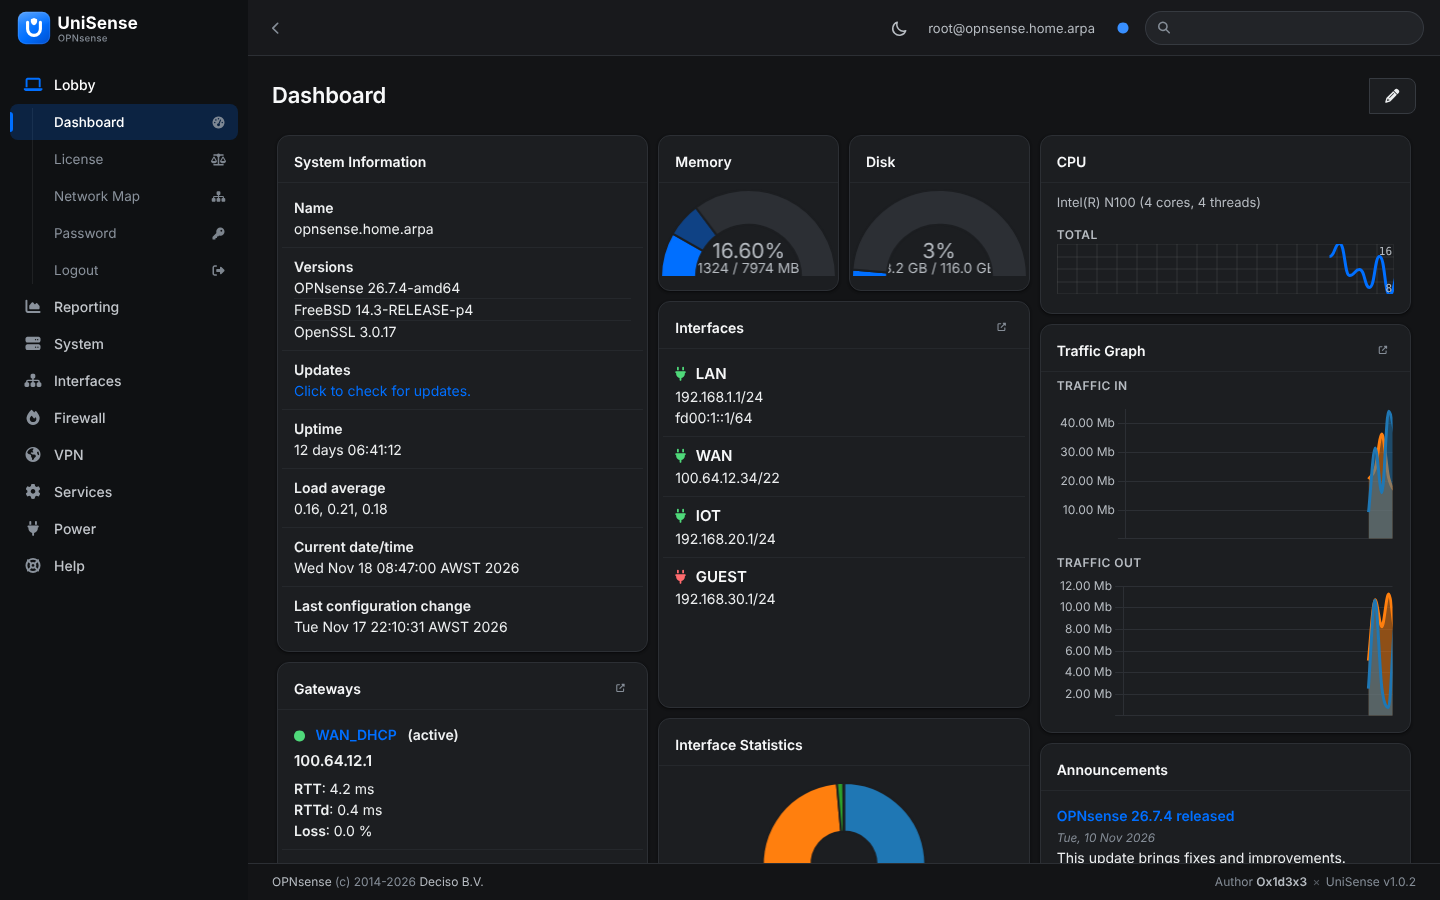 UniSense
OPNsense
root@opnsense.home.arpa
Lobby
Dashboard
License
Network Map
Password
Logout
Reporting
System
Interfaces
Firewall
VPN
Services
Power
Help
Dashboard
System Information
Name
opnsense.home.arpa
Versions
OPNsense 26.7.4-amd64
FreeBSD 14.3-RELEASE-p4
OpenSSL 3.0.17
Updates
Click to check for updates.
Uptime
12 days 06:41:12
Load average
0.16, 0.21, 0.18
Current date/time
Wed Nov 18 08:47:00 AWST 2026
Last configuration change
Tue Nov 17 22:10:31 AWST 2026
Gateways
WAN_DHCP (active)
100.64.12.1
RTT: 4.2 ms
RTTd: 0.4 ms
Loss: 0.0 %
Memory
16.60%
1324 / 7974 MB
Disk
3%
3.2 GB / 116.0 GB
Interfaces
LAN
192.168.1.1/24
fd00:1::1/64
WAN
100.64.12.34/22
IOT
192.168.20.1/24
GUEST
192.168.30.1/24
Interface Statistics
CPU
Intel(R) N100 (4 cores, 4 threads)
TOTAL
16
8
Traffic Graph
TRAFFIC IN
40.00 Mb
30.00 Mb
20.00 Mb
10.00 Mb
TRAFFIC OUT
12.00 Mb
10.00 Mb
8.00 Mb
6.00 Mb
4.00 Mb
2.00 Mb
Announcements
OPNsense 26.7.4 released
Tue, 10 Nov 2026
This update brings fixes and improvements.
OPNsense (c) 2014-2026 Deciso B.V.
Author Ox1d3x3 × UniSense v1.0.2